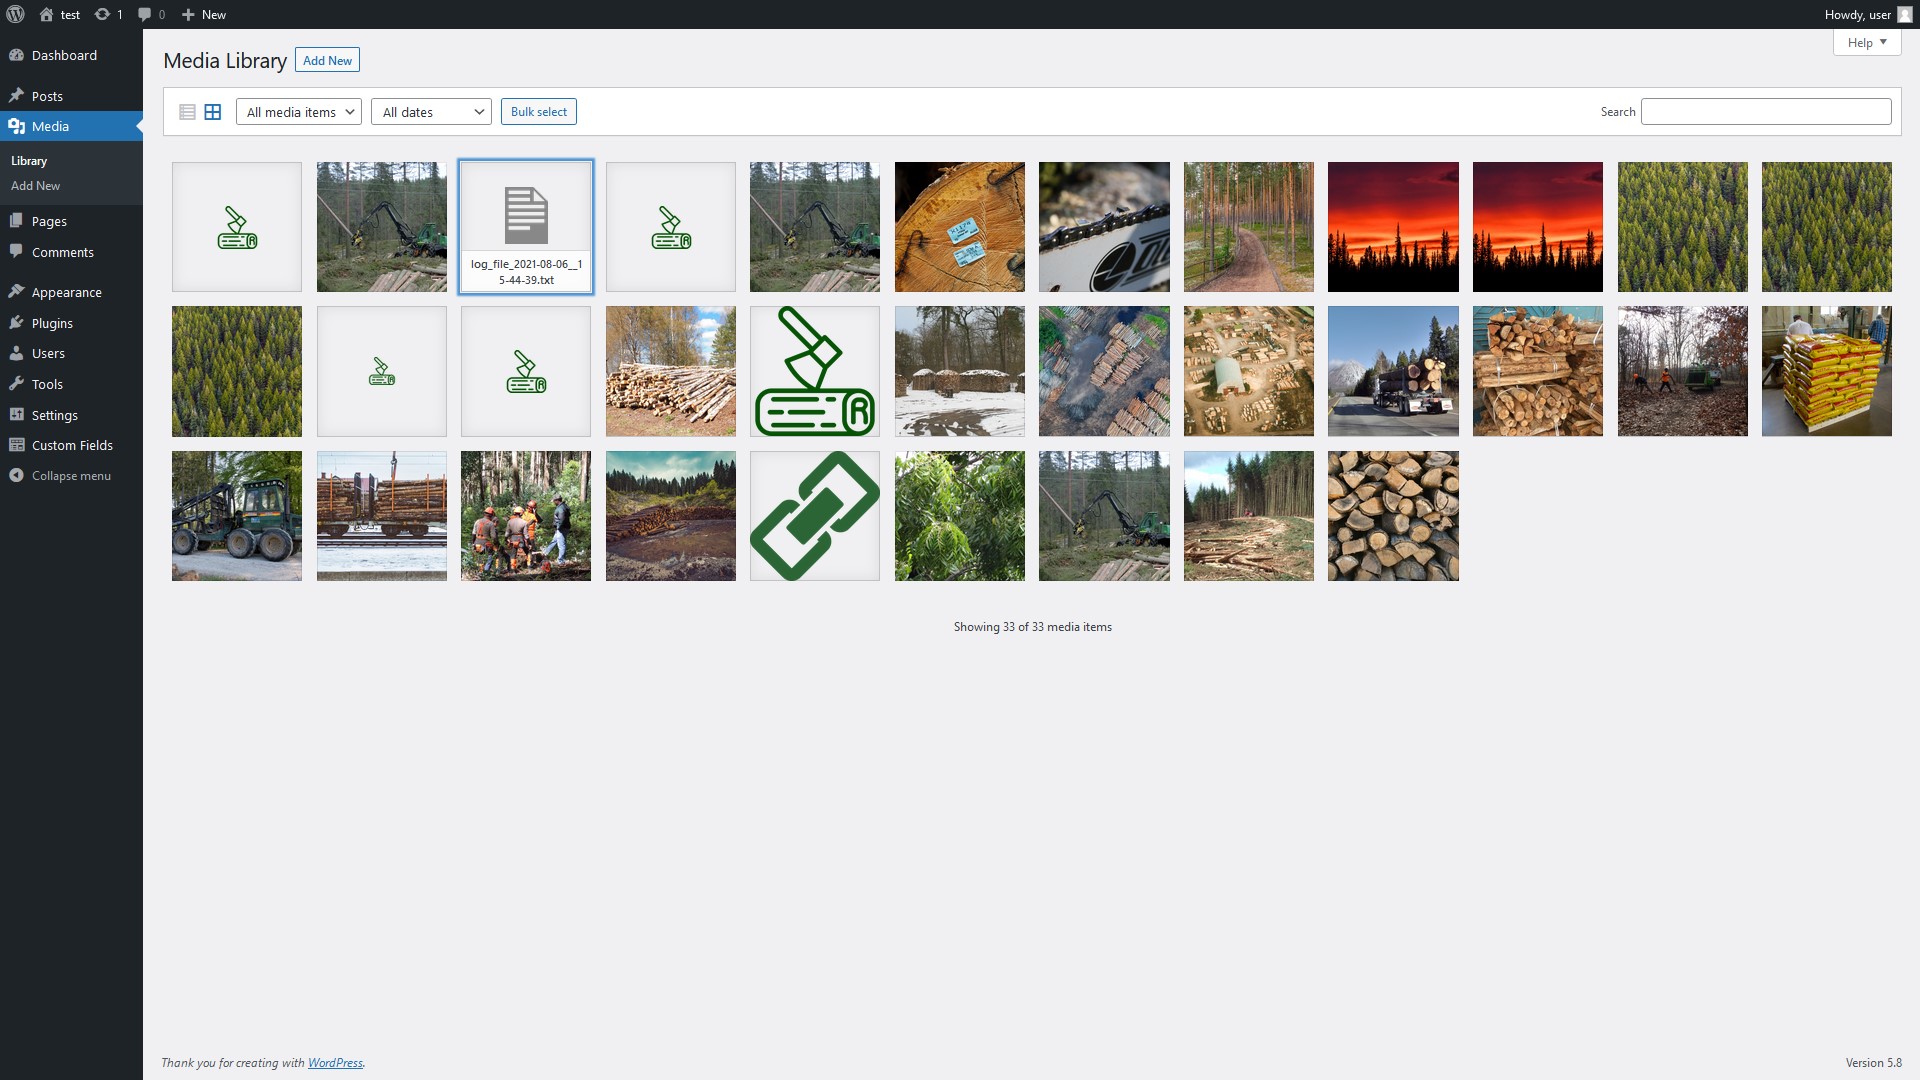 test
1
0
New
Howdy, user
Dashboard
Posts
Media
Library
Add New
Pages
Comments
Appearance
Plugins
Users
Tools
Settings
Custom Fields
Collapse menu
Help
Media Library
Add New
All media items
All dates
Bulk select
Search
log_file_2021-08-06__1
5-44-39.txt
Showing 33 of 33 media items
Thank you for creating with WordPress.
Version 5.8